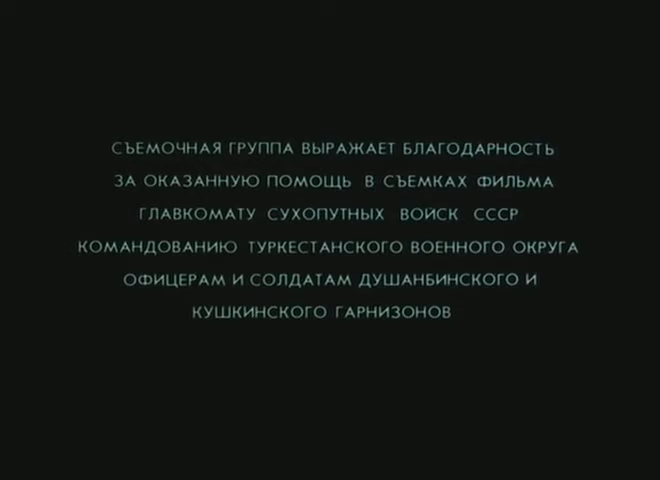 СЪЕМОЧНАЯ ГРУППА ВЫРАЖАЕТ БЛАГОДАРНОСТЬ
ЗА ОКАЗАННУЮ ПОМОЩЬ В СЪЕМКАХ ФИЛЬМА
ГЛАВКОМАТУ СУХОПУТНЫХ ВОЙСК СССР
КОМАНДОВАНИЮ ТУРКЕСТАНСКОГО ВОЕННОГО ОКРУГА
ОФИЦЕРАМ И СОЛДАТАМ ДУШАНБИНСКОГО И
КУШКИНСКОГО ГАРНИЗОНОВ